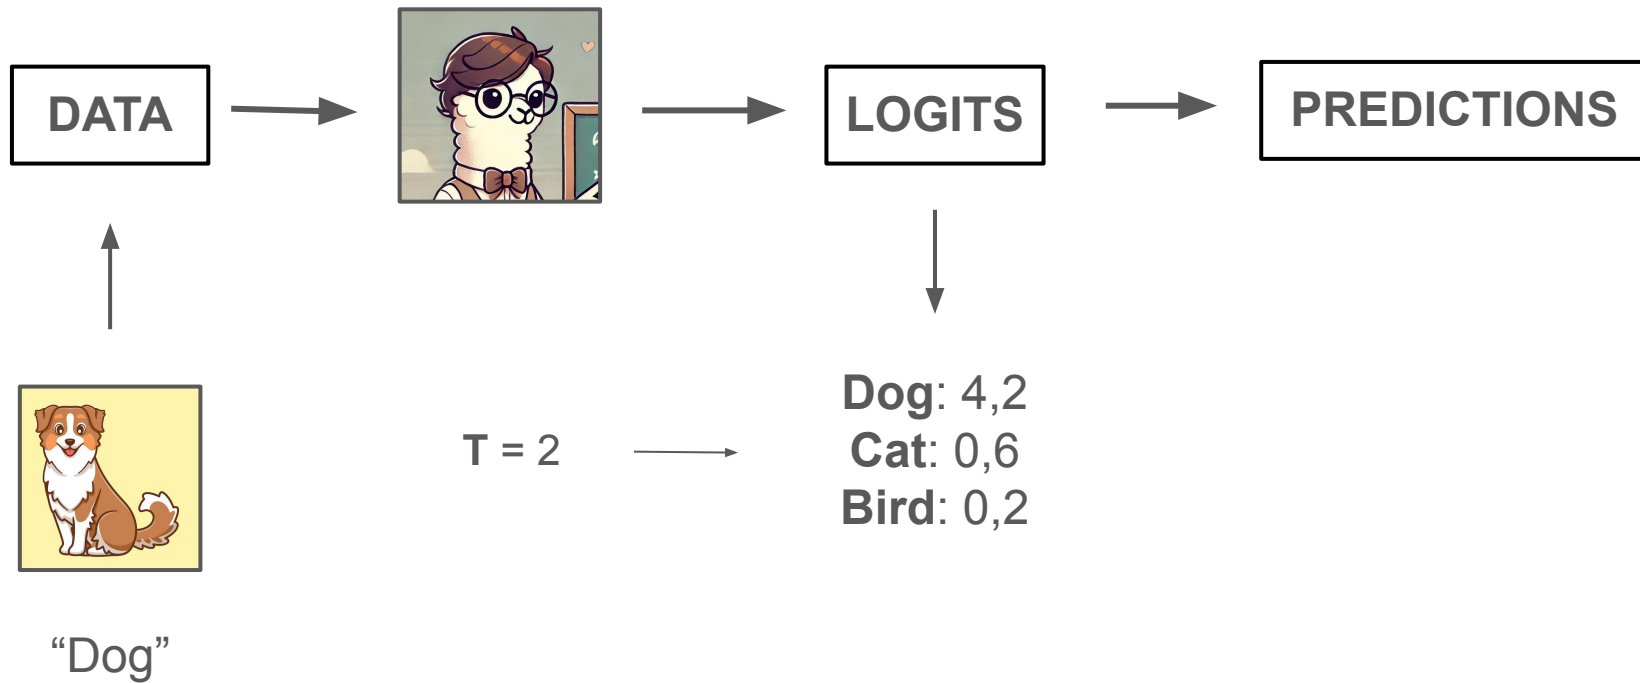 DATA
LOGITS
PREDICTIONS
Dog: 4,2
T = 2
Cat: 0,6
Bird: 0,2
“Dog”